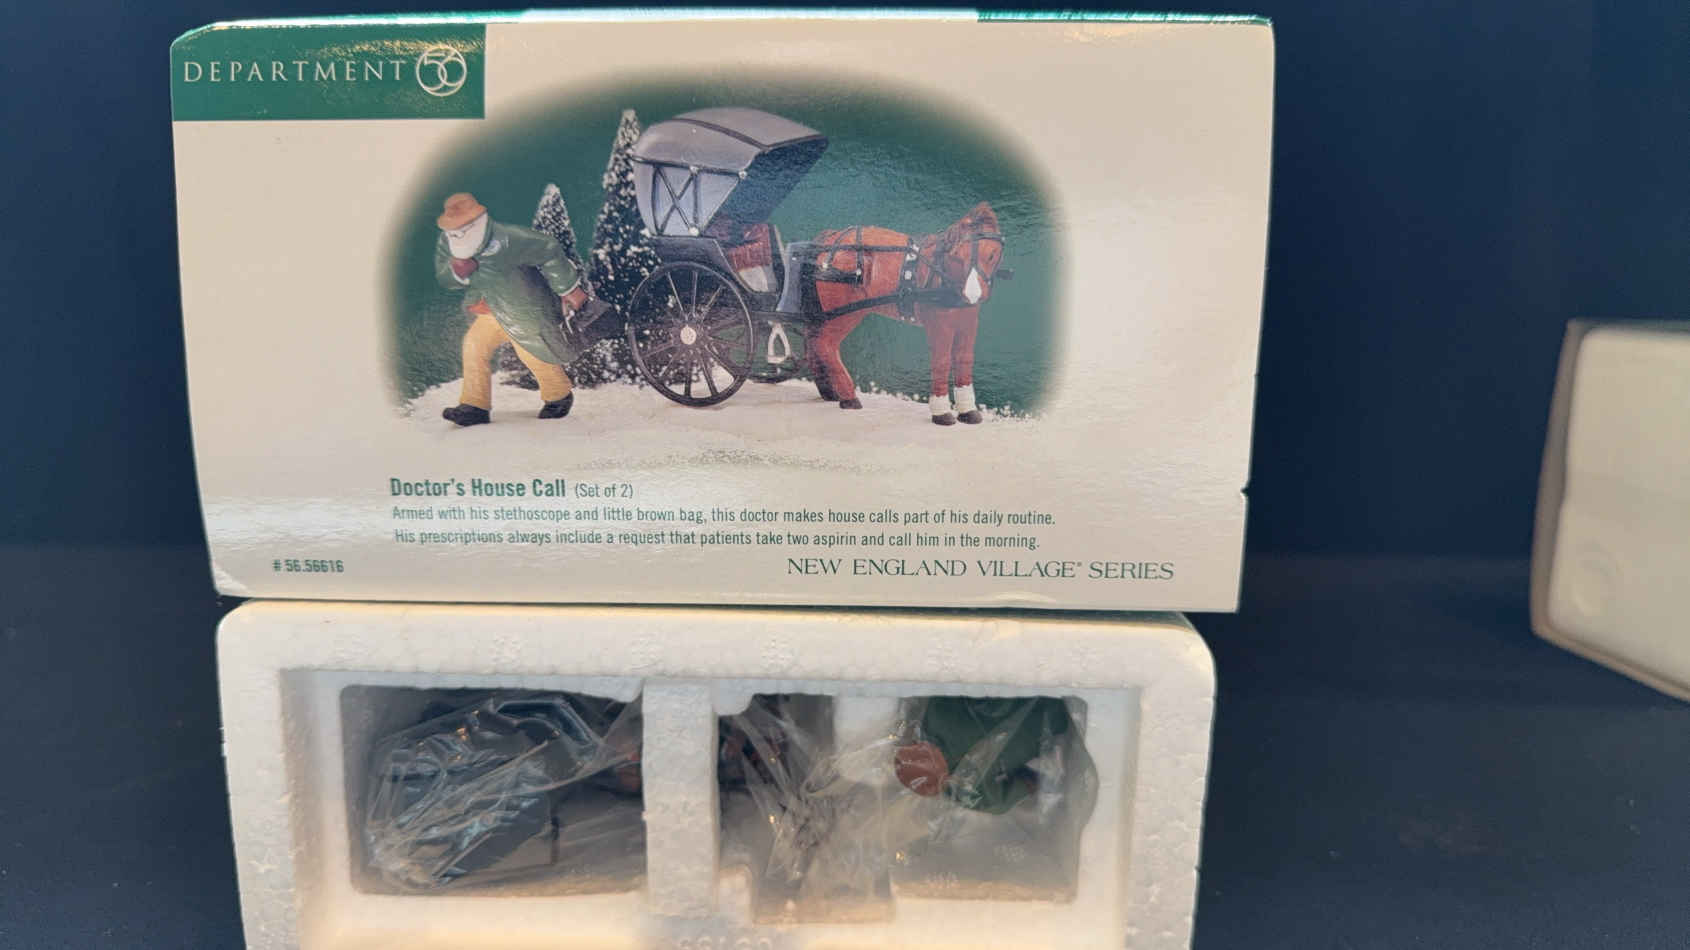 DEPARTMENT 56
Doctor's House Call (Set of 2)
Armed with his stethoscope and little brown bag, this doctor makes house calls part of his daily routine.
His prescriptions always include a request that patients take two aspirin and call him in the morning.
# 56.56616
NEW ENGLAND VILLAGE® SERIES